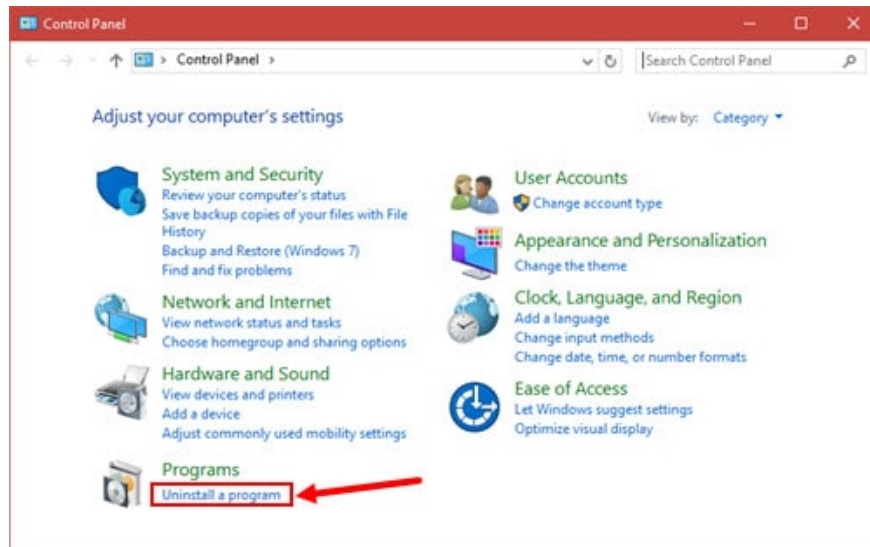 Control Panel
Control Panel
Search Control Panel
Adjust your computer's settings
View by: Category
System and Security
Review your computer's status
Save backup copies of your files with File
History
Backup and Restore (Windows 7)
Find and fix problems
Network and Internet
View network status and tasks
Choose homegroup and sharing options
Hardware and Sound
View devices and printers
Add a device
Adjust commonly used mobility settings
Programs
Uninstall a program
User Accounts
Change account type
Appearance and Personalization
Change the theme
Clock, Language, and Region
Add a language
Change input methods
Change date, time, or number formats
Ease of Access
Let Windows suggest settings
Optimize visual display